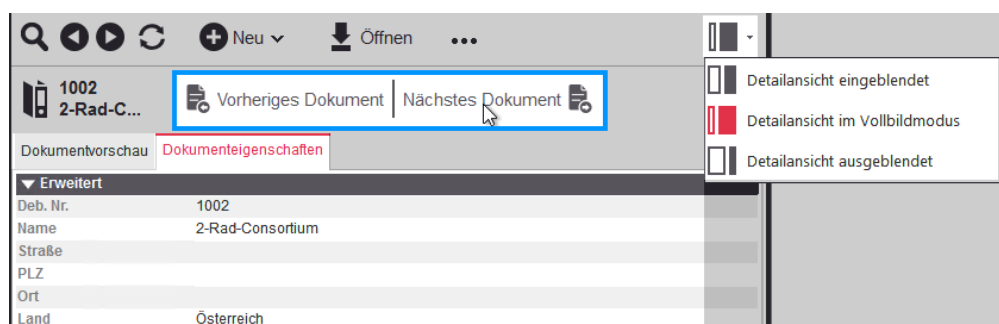 Neu
Öffnen
1002
2-Rad-C...
Vorheriges Dokument
Nächstes Dokument
Detailansicht eingeblendet
Detailansicht im Vollbildmodus
Detailansicht ausgeblendet
Dokumentvorschau
Dokumenteigenschaften
Erweitert
Deb. Nr. 1002
Name 2-Rad-Consortium
Straße
PLZ
Ort
Land Österreich